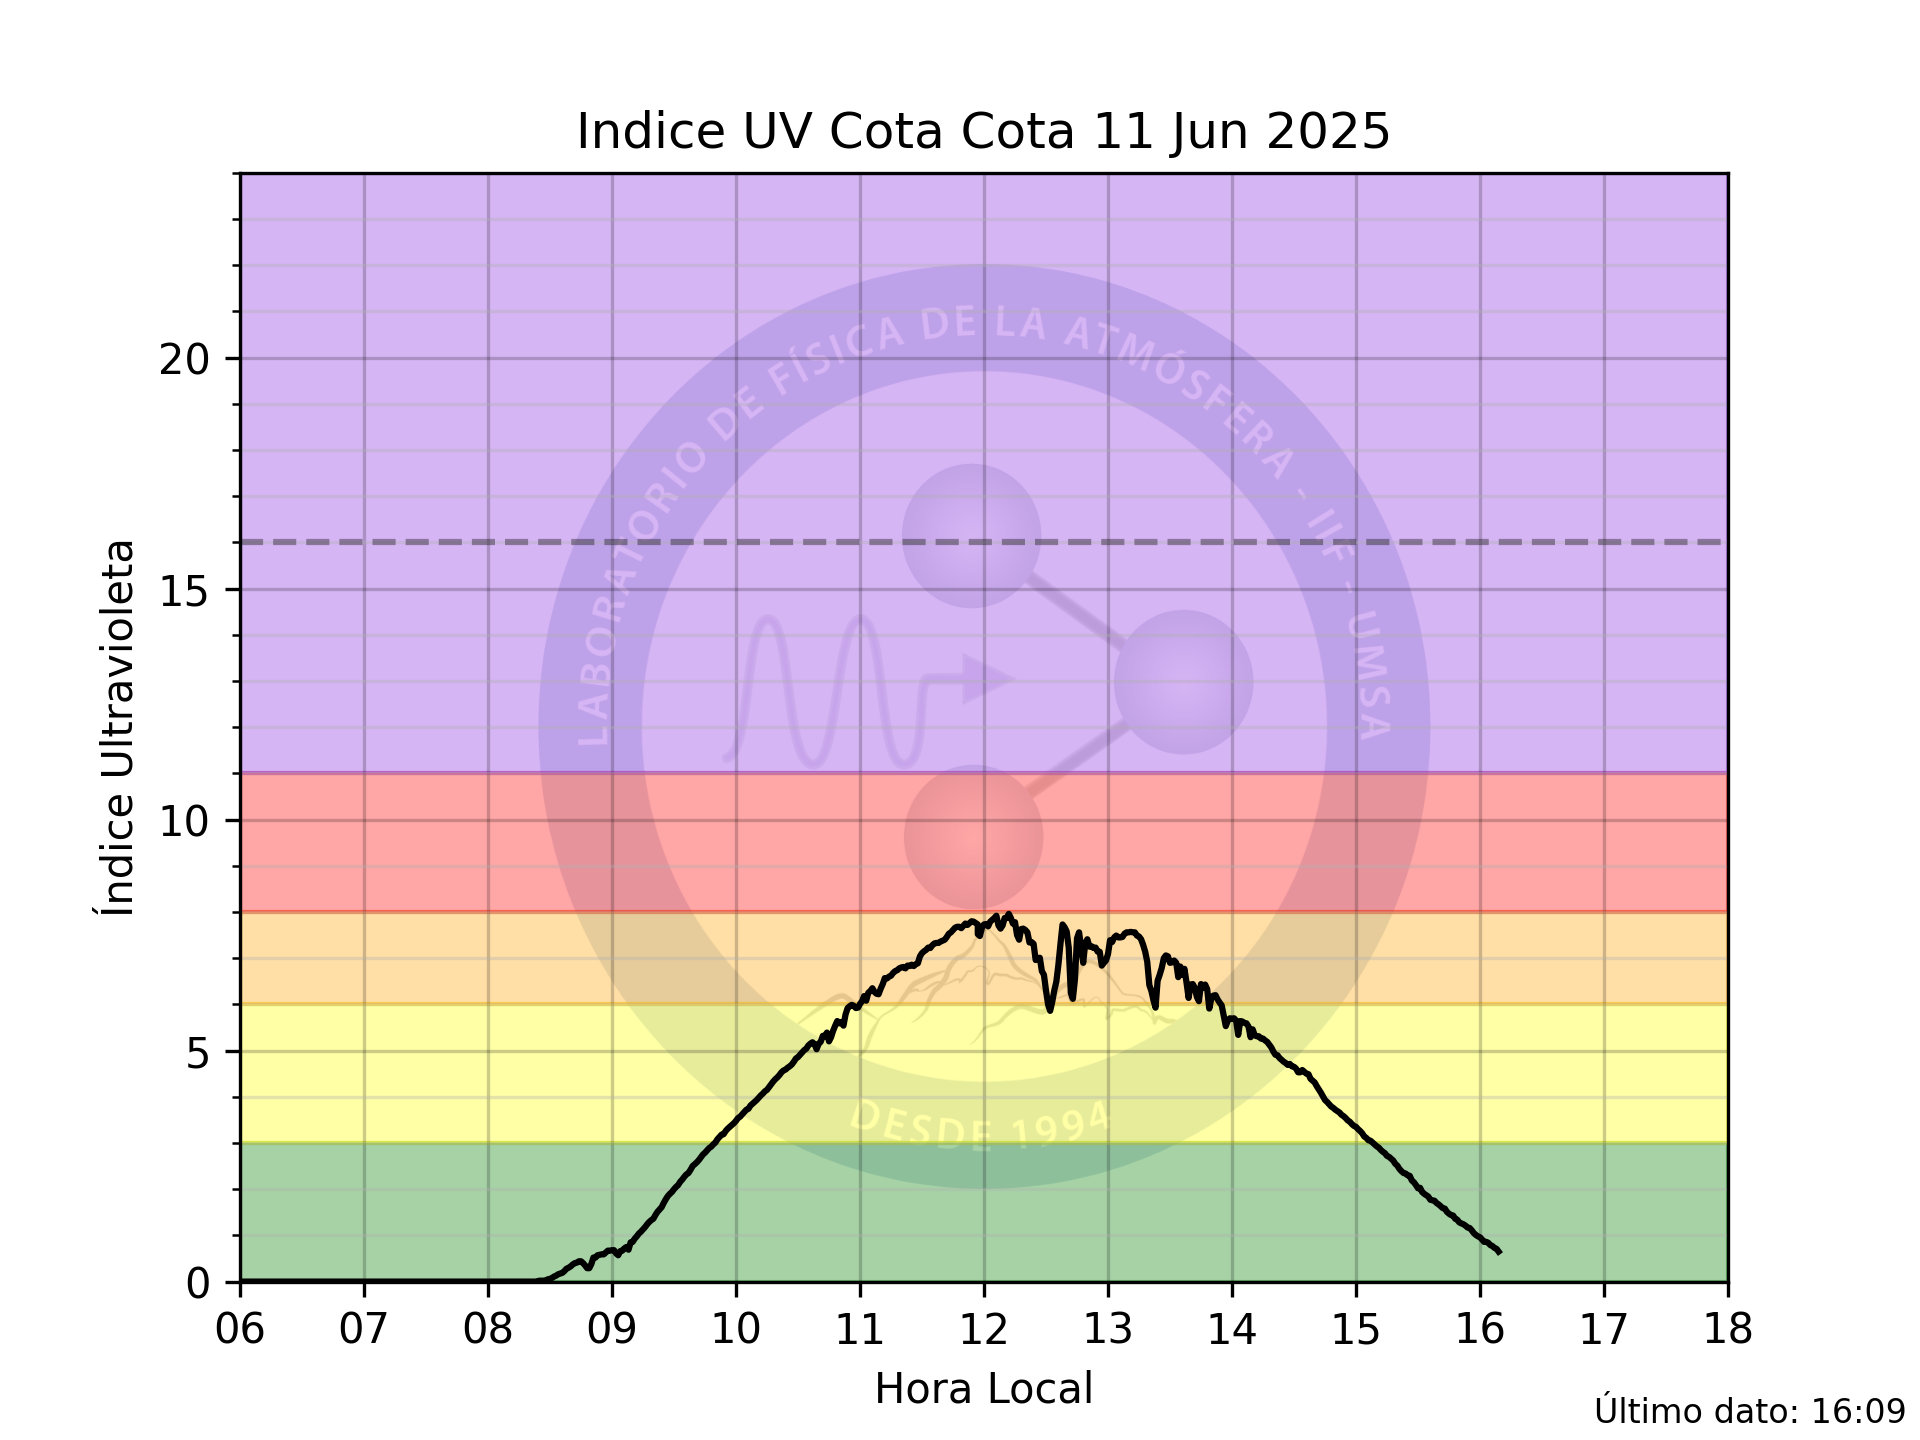 Indice UV Cota Cota 11 Jun 2025
Índice Ultravioleta
20
15
10
5
0
LABORATORIO DE FÍSICA DE LA ATMÓSFERA - IIF - UMSA
DESDE 1994
06 07 08 09 10 11 12 13 14 15 16 17 18
Hora Local
Último dato: 16:09